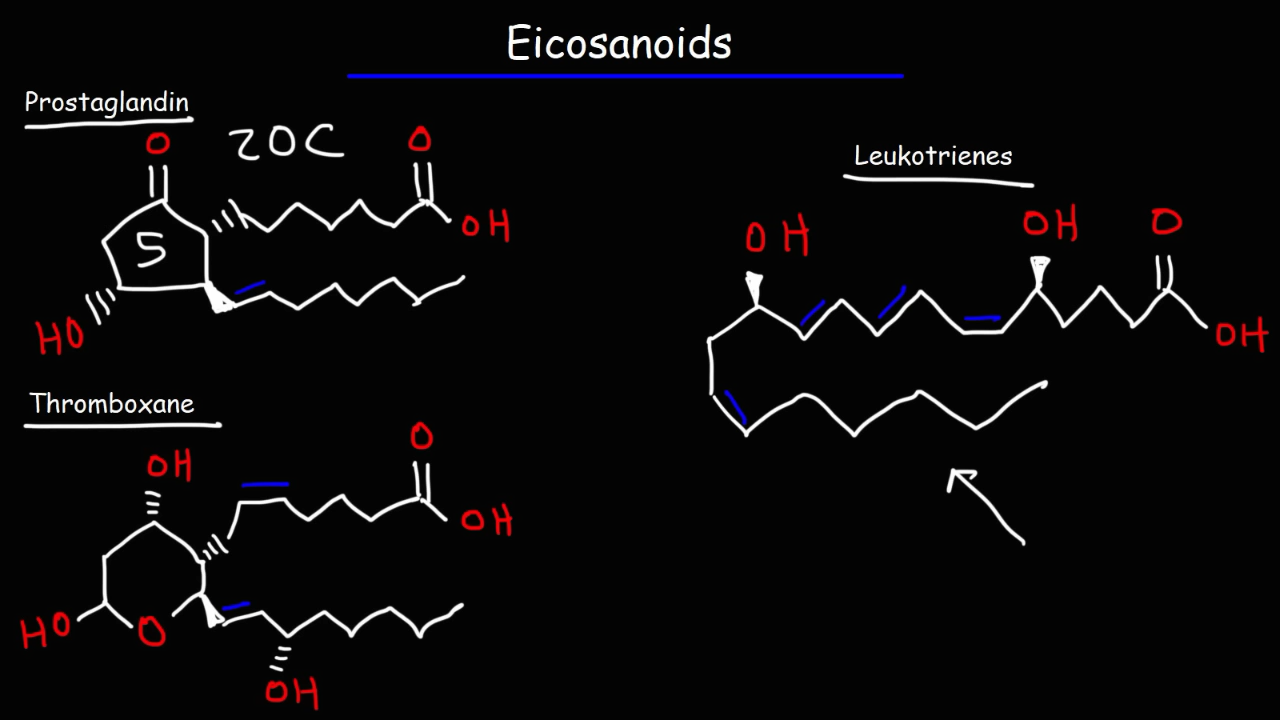 Eicosanoids
Prostaglandin
20C
O
O
OH
5
HO
Leukotrienes
OH
OH
O
OH
Thromboxane
OH
O
OH
HO
O
OH